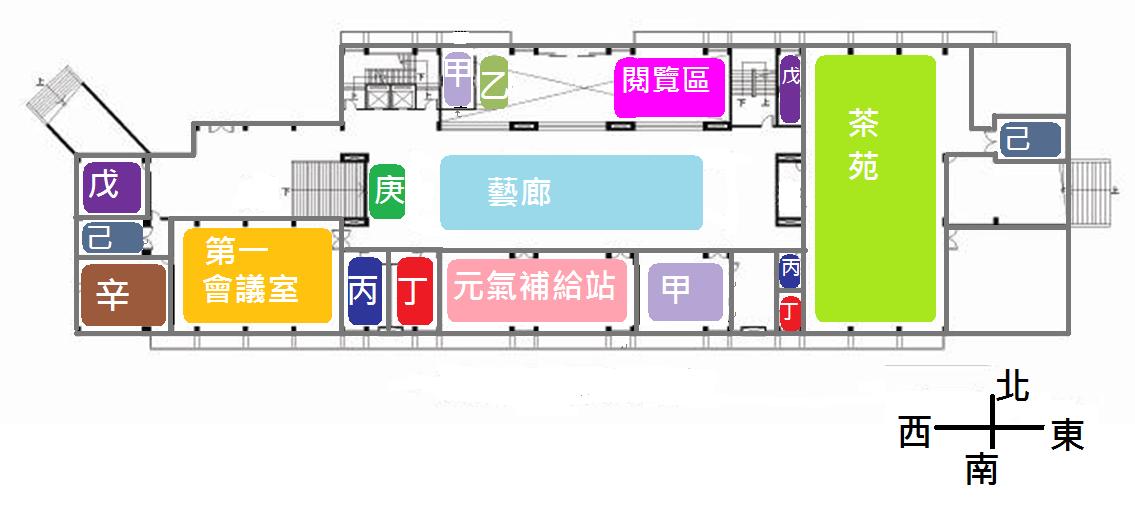 上
甲
乙
閱覽區
下
下 上
戊
茶
苑
己
戊
下
庚
藝廊
上
己
第一
會議室
辛
丙
丁
元氣補給站
甲
丙
丁
北
西
東
南